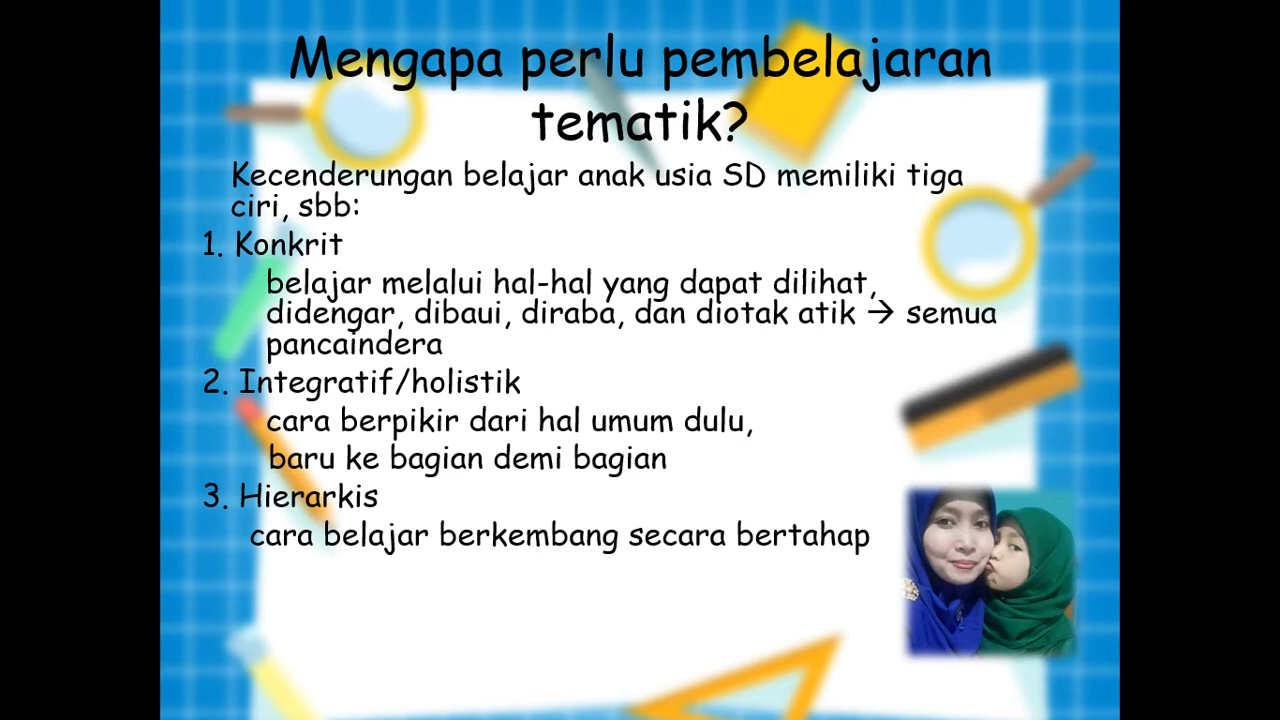 Mengapa perlu pembelajaran
tematik?
Kecenderungan belajar anak usia SD memiliki tiga
ciri, sbb:
1. Konkrit
belajar melalui hal-hal yang dapat dilihat,
didengar, dibaui, diraba, dan diotak atik → semua
pancaindera
2. Integratif/holistik
cara berpikir dari hal umum dulu,
baru ke bagian demi bagian
3. Hierarkis
cara belajar berkembang secara bertahap